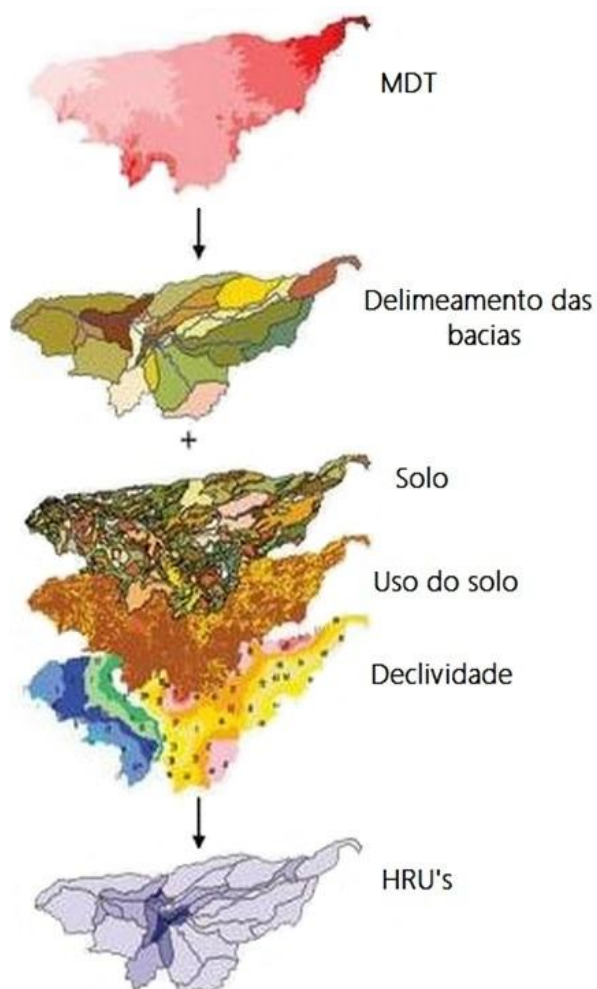 MDT
Delimeamento das
bacias
+
Solo
Uso do solo
Declividade
HRU's